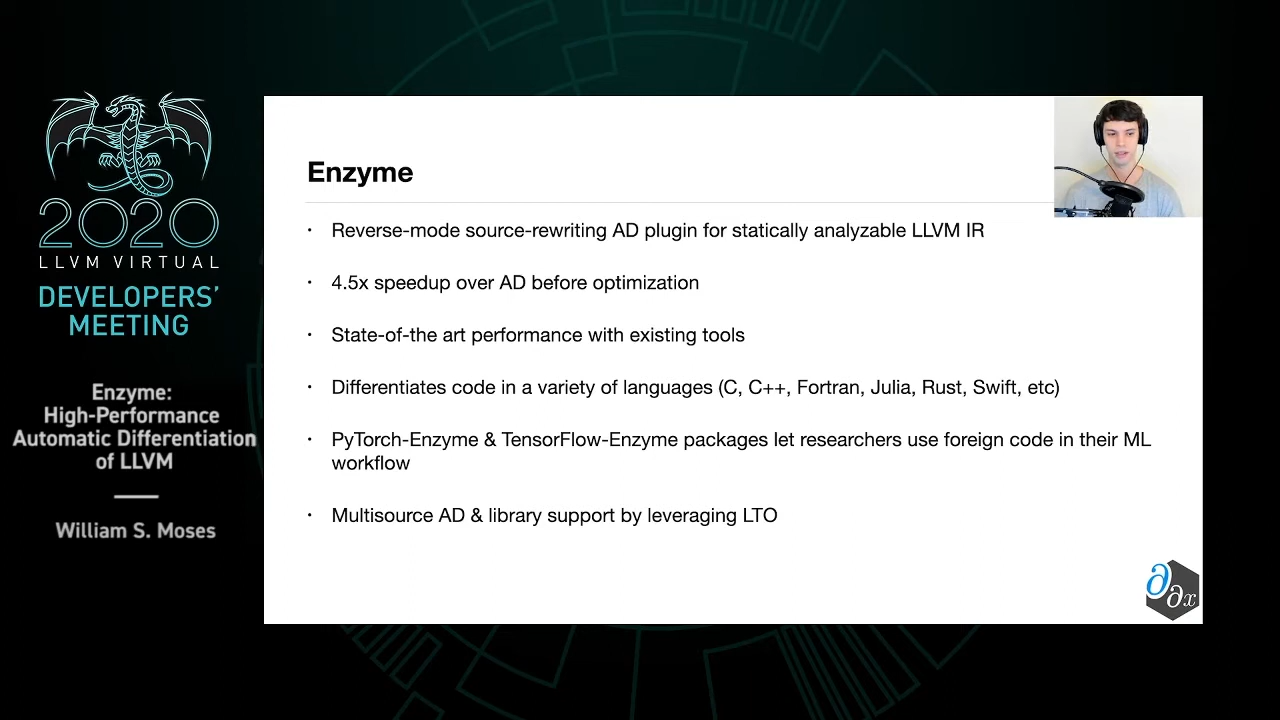 2020
LLVM VIRTUAL
DEVELOPERS’
MEETING
Enzyme:
High-Performance
Automatic Differentiation
of LLVM
William S. Moses
Enzyme
• Reverse-mode source-rewriting AD plugin for statically analyzable LLVM IR
• 4.5x speedup over AD before optimization
• State-of-the art performance with existing tools
• Differentiates code in a variety of languages (C, C++, Fortran, Julia, Rust, Swift, etc)
• PyTorch-Enzyme & TensorFlow-Enzyme packages let researchers use foreign code in their ML
workflow
• Multisource AD & library support by leveraging LTO
∂
∂x